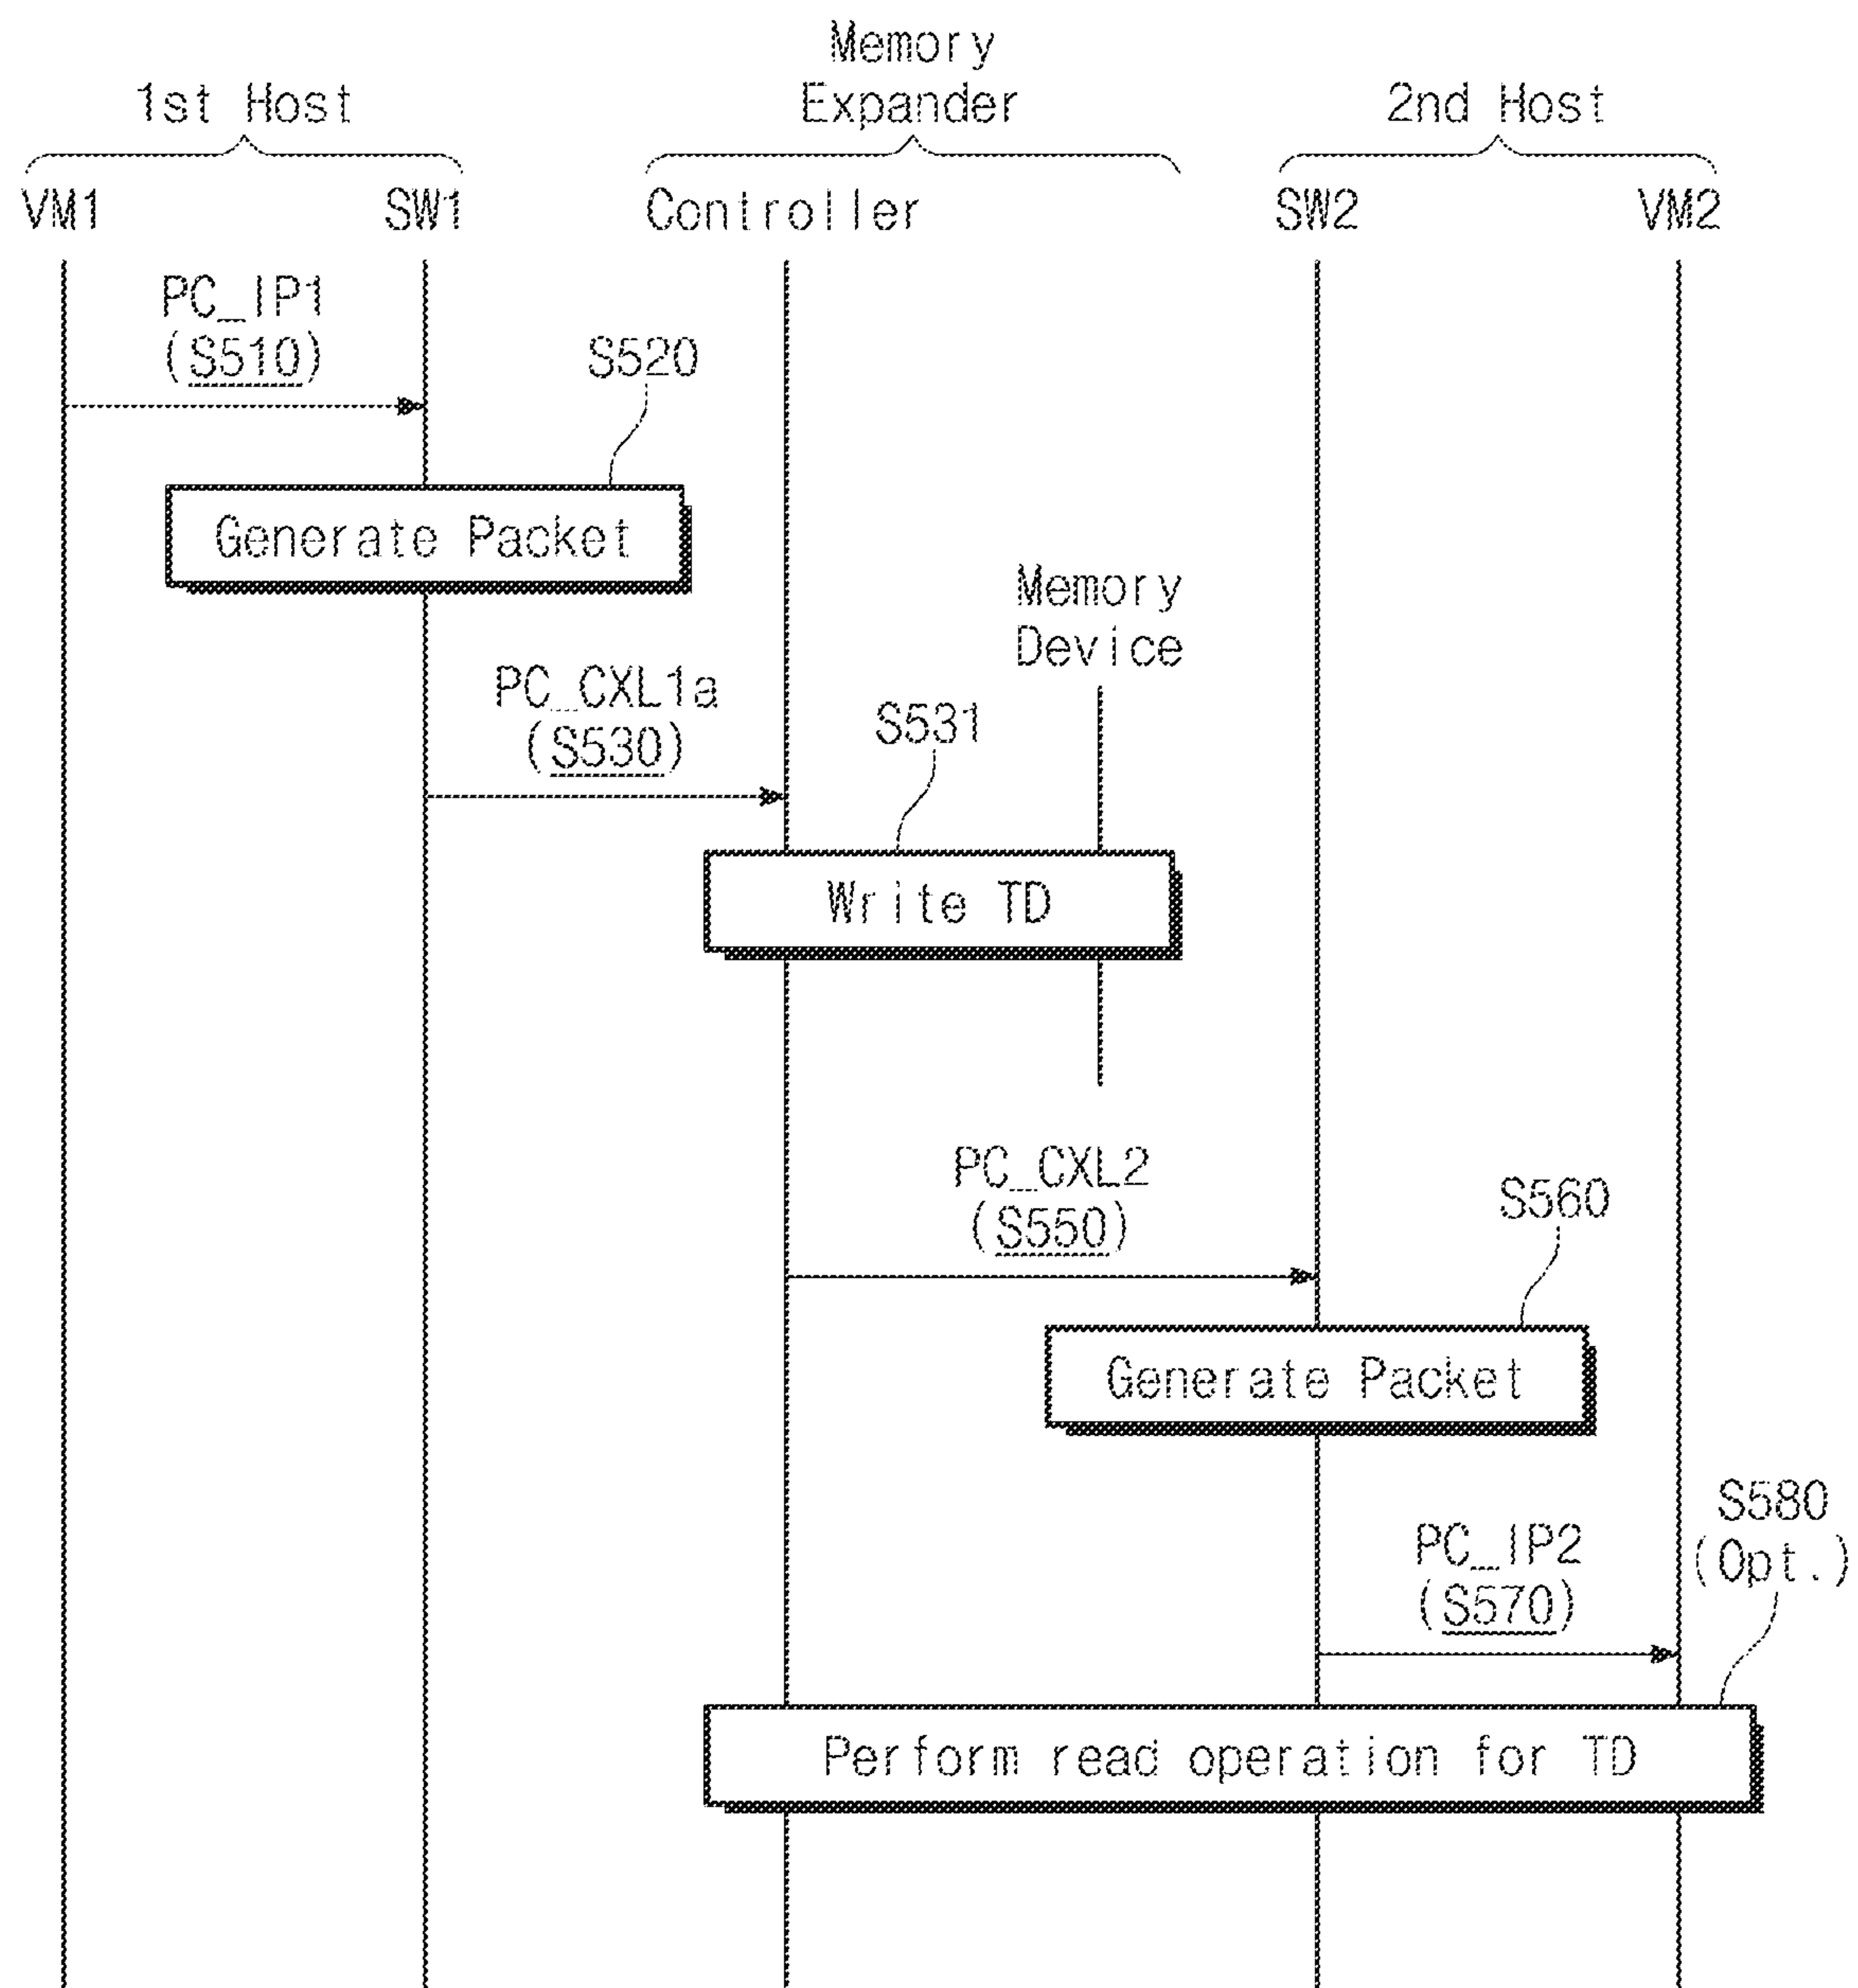 Memory
1st Host
Expander
2nd Host
VM1
SW1
Controller
SW2
VM2
PC_IP1
(S510)
S520
Generate Packet
Memory
Device
PC_CXL1a
(S530)
S531
Write TD
PC_CXL2
(S550)
S560
Generate Packet
S580
(Opt.)
PC_IP2
(S570)
Perform read operation for TD